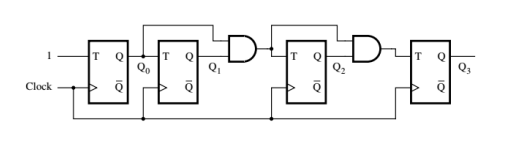 1 T Q T Q T Q T Q
Q0 Q1 Q2 Q3
Clock Q̅ Q̅ Q̅ Q̅